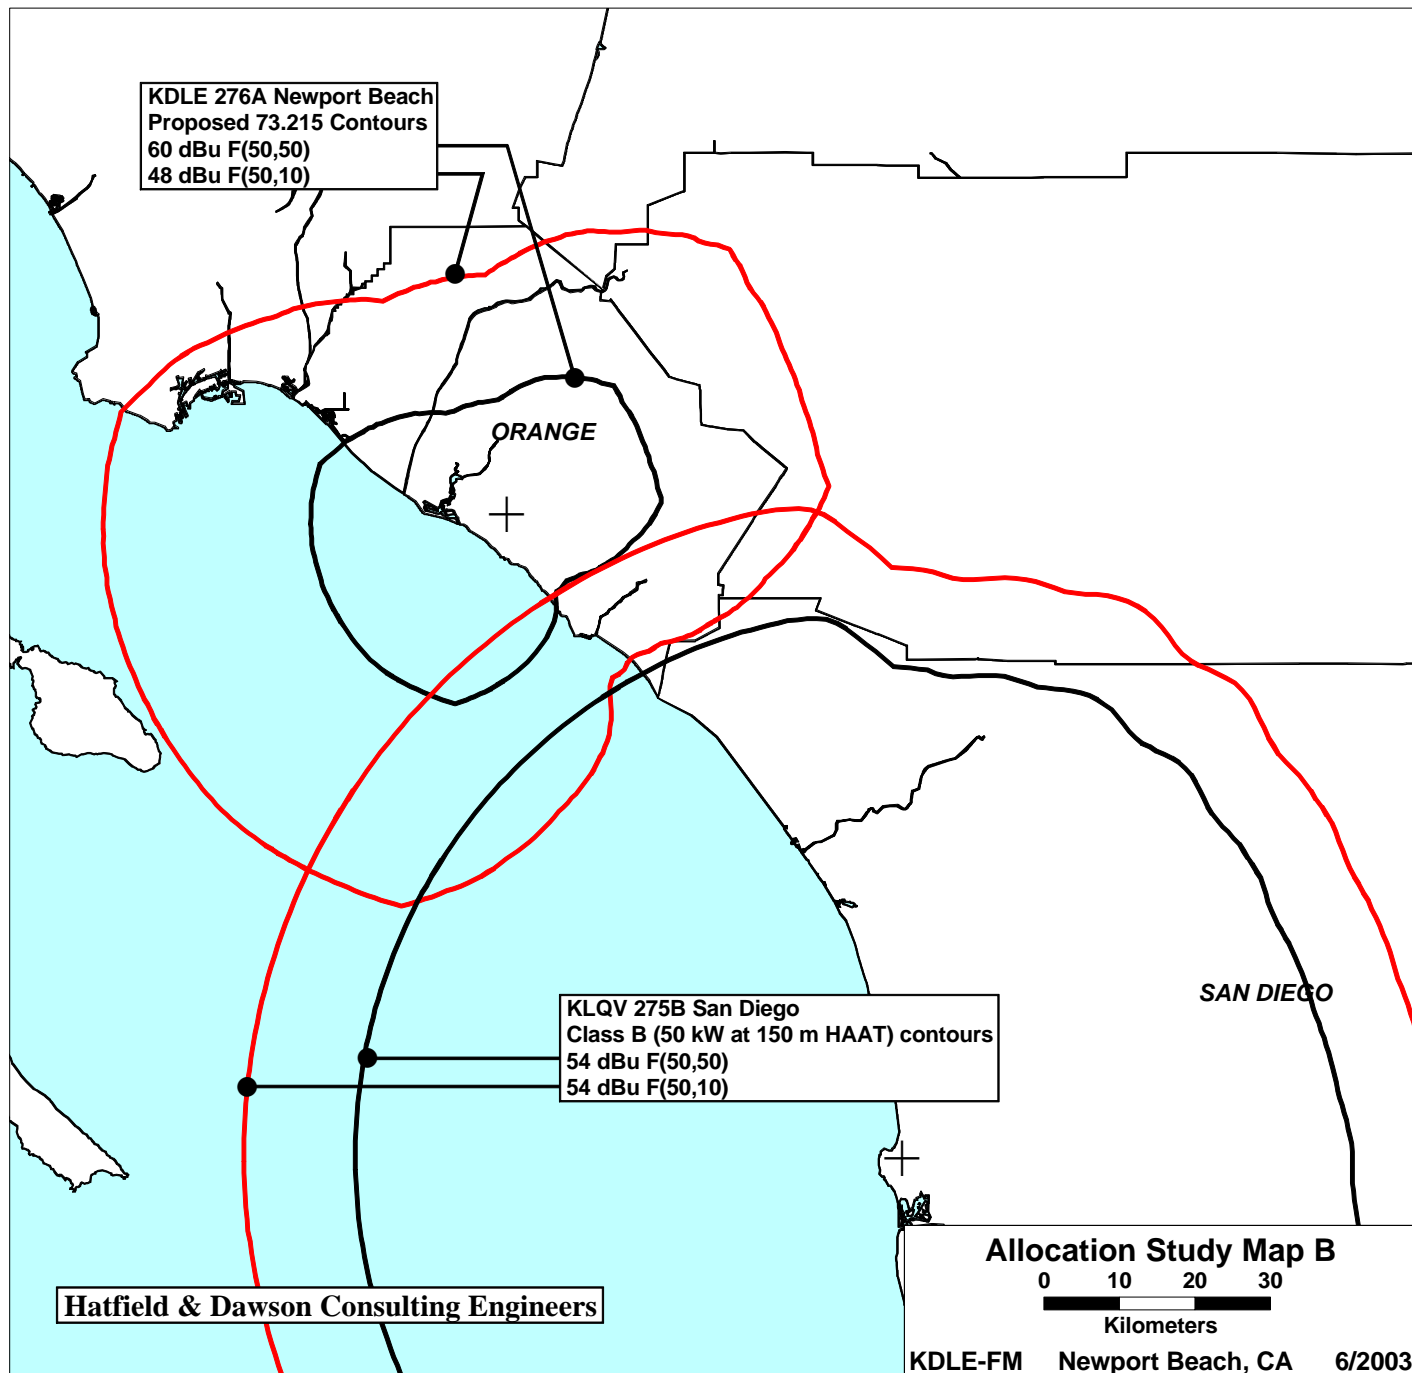 KDLE 276A Newport Beach
Proposed 73.215 Contours
60 dBu F(50,50)
48 dBu F(50,10)
ORANGE
SAN DIEGO
KLQV 275B San Diego
Class B (50 kW at 150 m HAAT) contours
54 dBu F(50,50)
54 dBu F(50,10)
Allocation Study Map B
0 10 20 30
Kilometers
Hatfield & Dawson Consulting Engineers
KDLE-FM Newport Beach, CA 6/2003